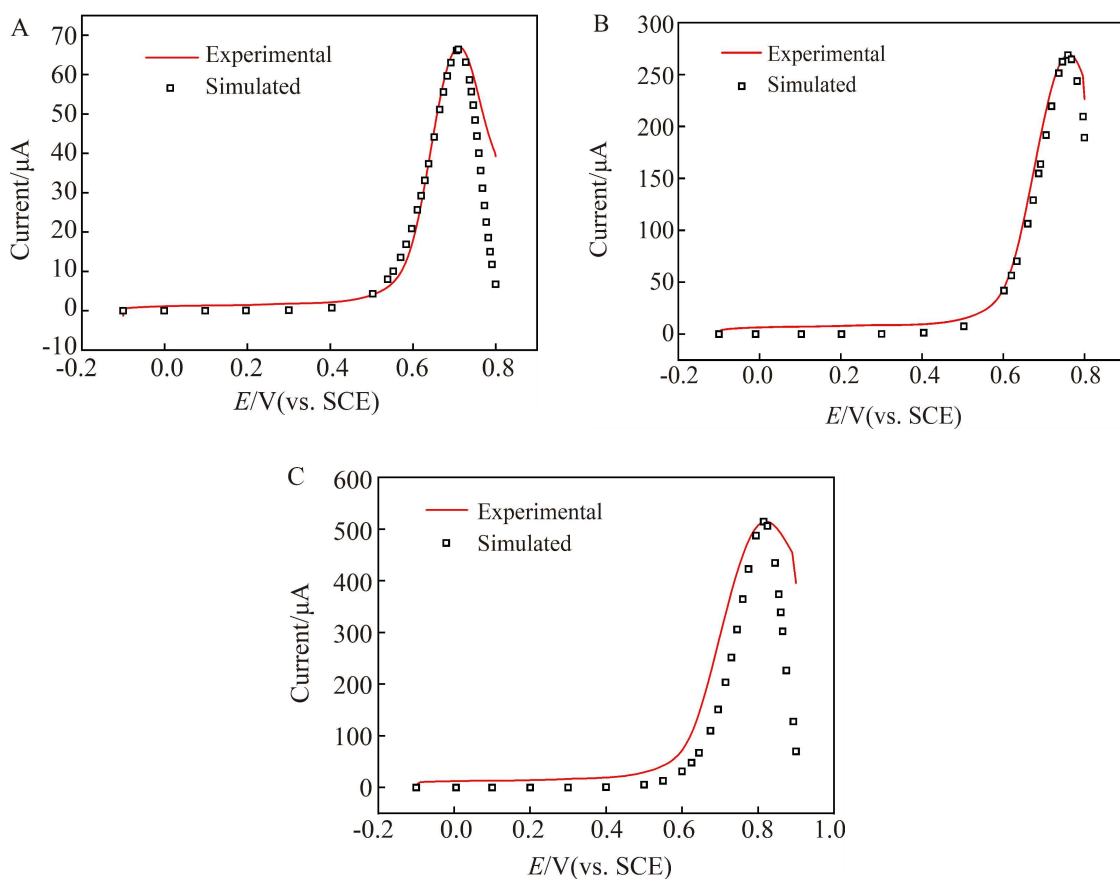 A
70
60
50
40
30
20
10
0
-10
-0.2
0.0
0.2
0.4
0.6
0.8
Current/μA
E/V(vs. SCE)
Experimental
Simulated
B
300
250
200
150
100
50
0
-50
-0.2
0.0
0.2
0.4
0.6
0.8
Current/μA
E/V(vs. SCE)
Experimental
Simulated
C
600
500
400
300
200
100
0
-0.2
0.0
0.2
0.4
0.6
0.8
1.0
Current/μA
E/V(vs. SCE)
Experimental
Simulated